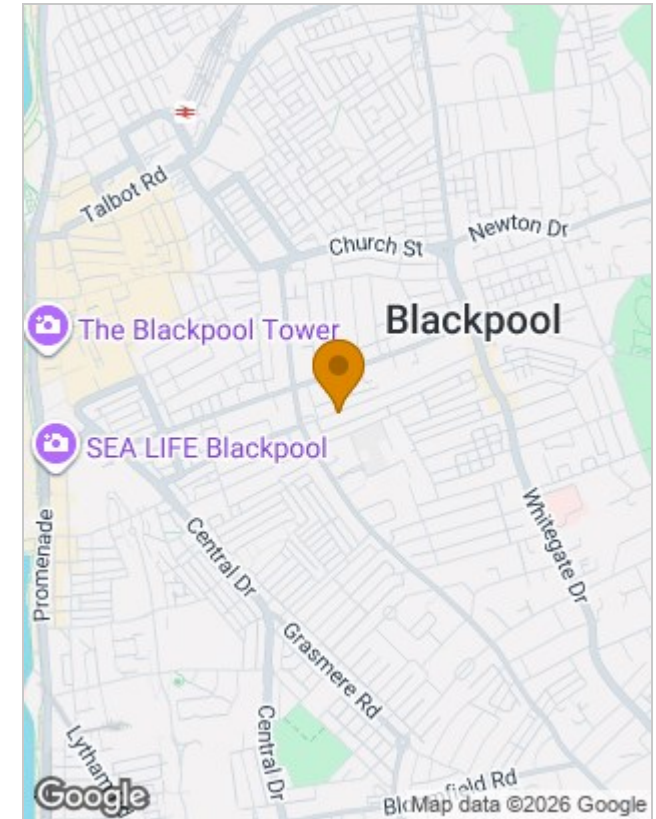 Talbot Rd
Church St
Newton Dr
Blackpool
The Blackpool Tower
SEA LIFE Blackpool
Promenade
Whitegate Dr
Central Dr
Grasmere Rd
Central Dr
Lytham
Rd
Google
Map data ©2026 Google